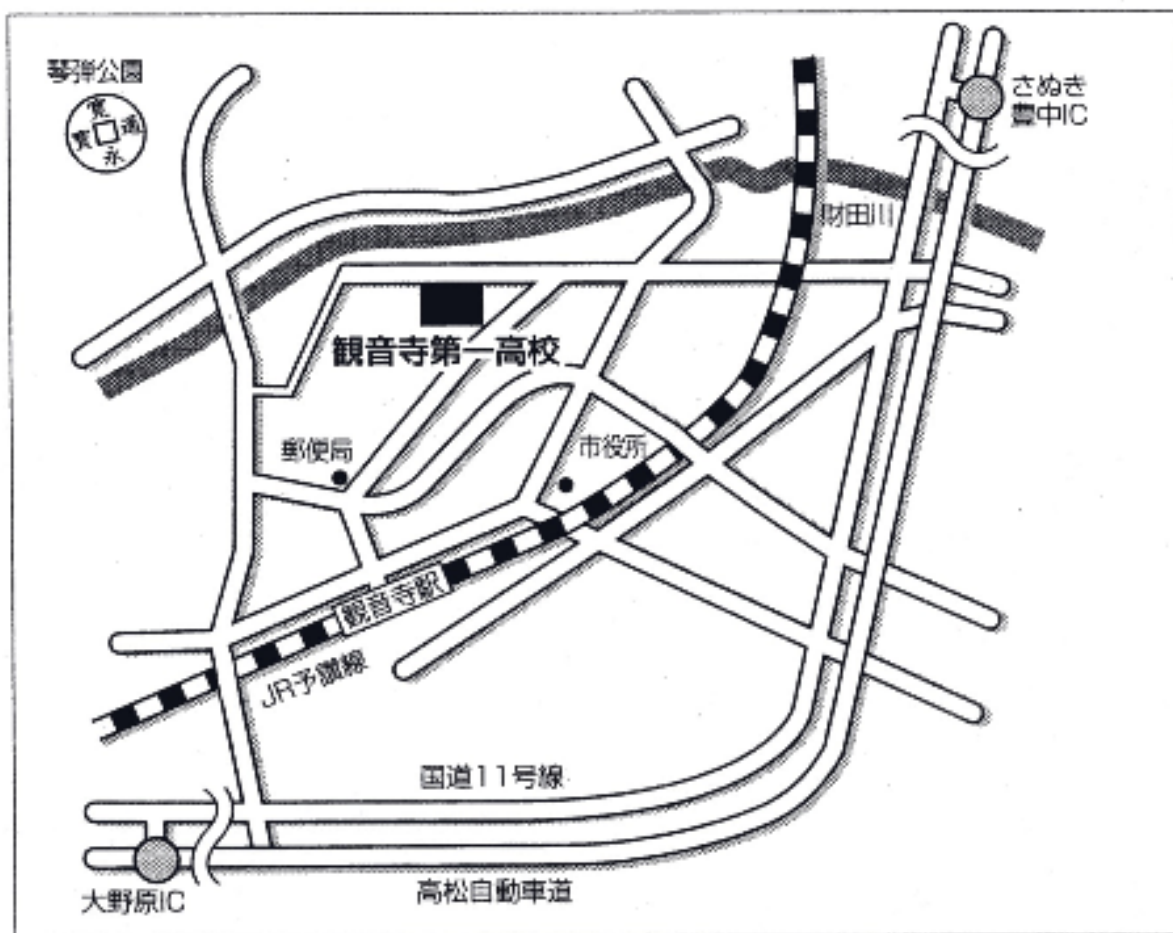 琴弾公園
寛
寳 通
永
さぬき
豊中IC
財田川
観音寺第一高校
郵便局
市役所
観音寺駅
JR予讃線
国道11号線
大野原IC
高松自動車道